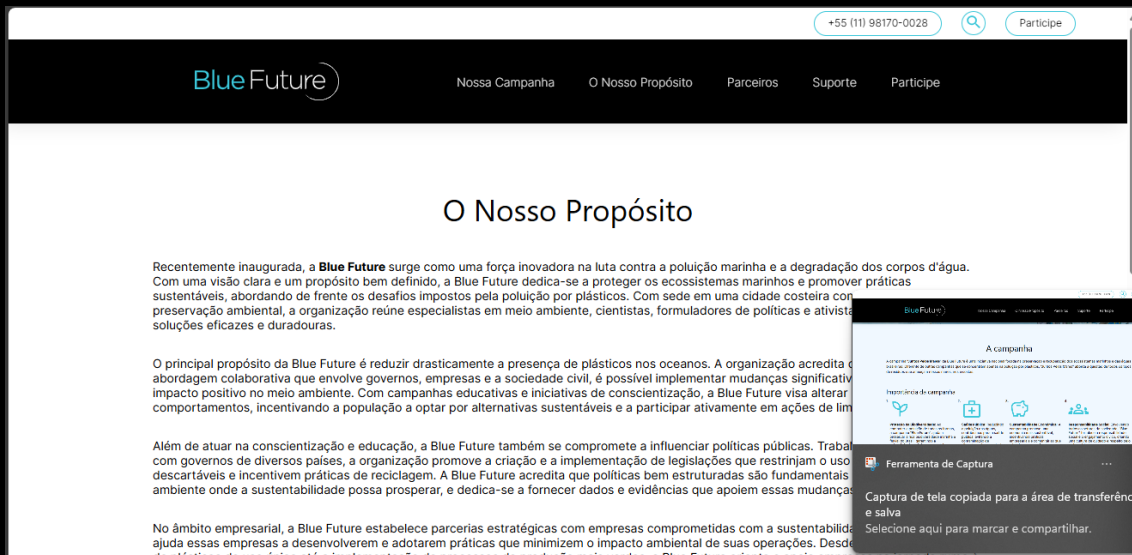 +55 (11) 98170-0028
Participe
Blue Future
Nossa Campanha
O Nosso Propósito
Parceiros
Suporte
Participe
O Nosso Propósito
Recentemente inaugurada, a Blue Future surge como uma força inovadora na luta contra a poluição marinha e a degradação dos corpos d'água.
Com uma visão clara e um propósito bem definido, a Blue Future dedica-se a proteger os ecossistemas marinhos e promover práticas
sustentáveis, abordando de frente os desafios impostos pela poluição por plásticos. Com sede em uma cidade costeira
preservação ambiental, a organização reúne especialistas em meio ambiente, cientistas, formuladores de políticas e
soluções eficazes e duradouras.
O principal propósito da Blue Future é reduzir drasticamente a presença de plásticos nos oceanos. A organização acredita
abordagem colaborativa que envolve governos, empresas e a sociedade civil, é possível implementar mudanças
impacto positivo no meio ambiente. Com campanhas educativas e iniciativas de conscientização, a Blue Future visa alterar
comportamentos, incentivando a população a optar por alternativas sustentáveis e a participar ativamente em ações de
Além de atuar na conscientização e educação, a Blue Future também se compromete a influenciar políticas públicas.
com governos de diversos países, a organização promove a criação e a implementação de legislações que restrinjam o uso
descartáveis e incentivem práticas de reciclagem. A Blue Future acredita que políticas bem estruturadas são fundamentais
ambiente onde a sustentabilidade possa prosperar, e dedica-se a fornecer dados e evidências que apoiem essas mudanças
No âmbito empresarial, a Blue Future estabelece parcerias estratégicas com empresas comprometidas com a
ajuda essas empresas a desenvolverem e adotarem práticas que minimizem o impacto ambiental de suas operações. Desde
Blue Future
A campanha
Importância da campanha
Ferramenta de Captura
Captura de tela copiada para a área de
e salva
Selecione aqui para marcar e compartilhar.